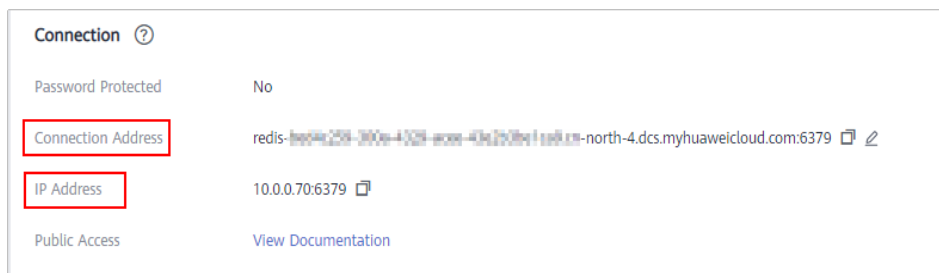 Connection ?
Password Protected No
Connection Address redis- -north-4.dcs.myhuaweicloud.com:6379
IP Address 10.0.0.70:6379
Public Access View Documentation